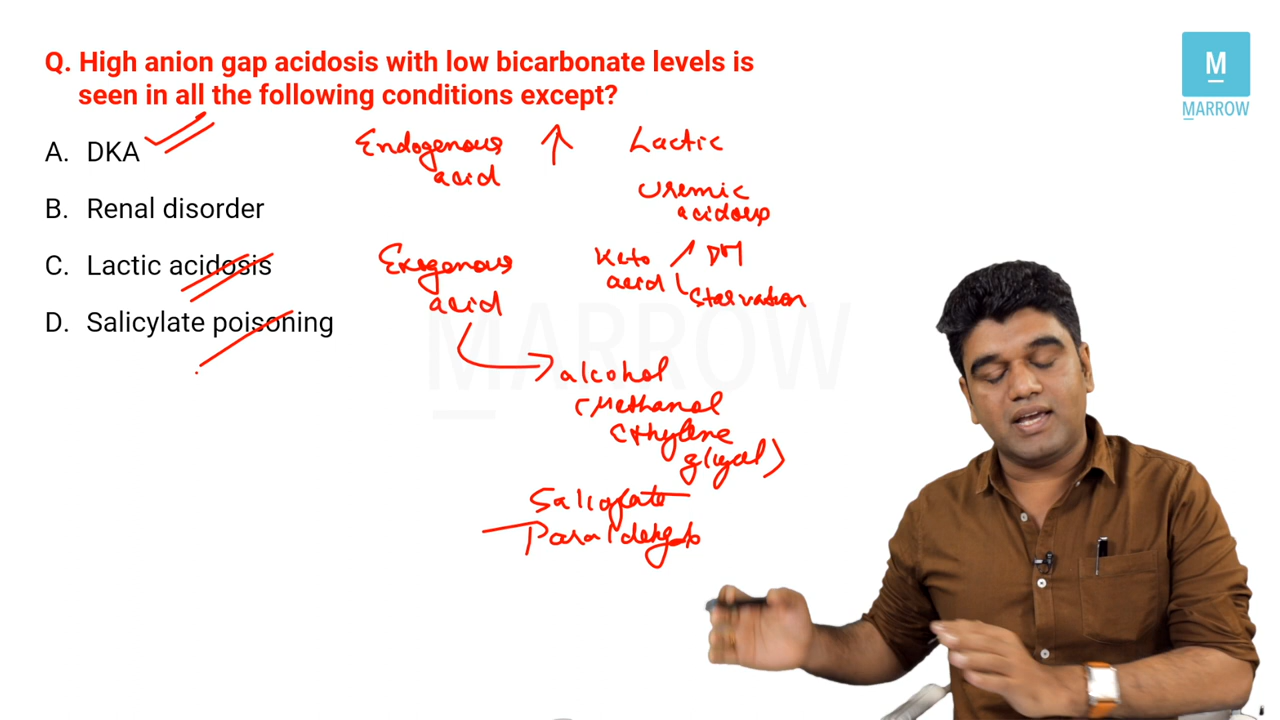 Q. High anion gap acidosis with low bicarbonate levels is
seen in all the following conditions except?
M
MARROW
A. DKA
B. Renal disorder
C. Lactic acidosis
D. Salicylate poisoning
Endogenous
acid
Lactic
Uremic
acidosis
Exogenous
acid
Keto
acid
DM
Starvation
MARROW
alcohol
(Methanol
Ethylene
glycol)
Salicylate